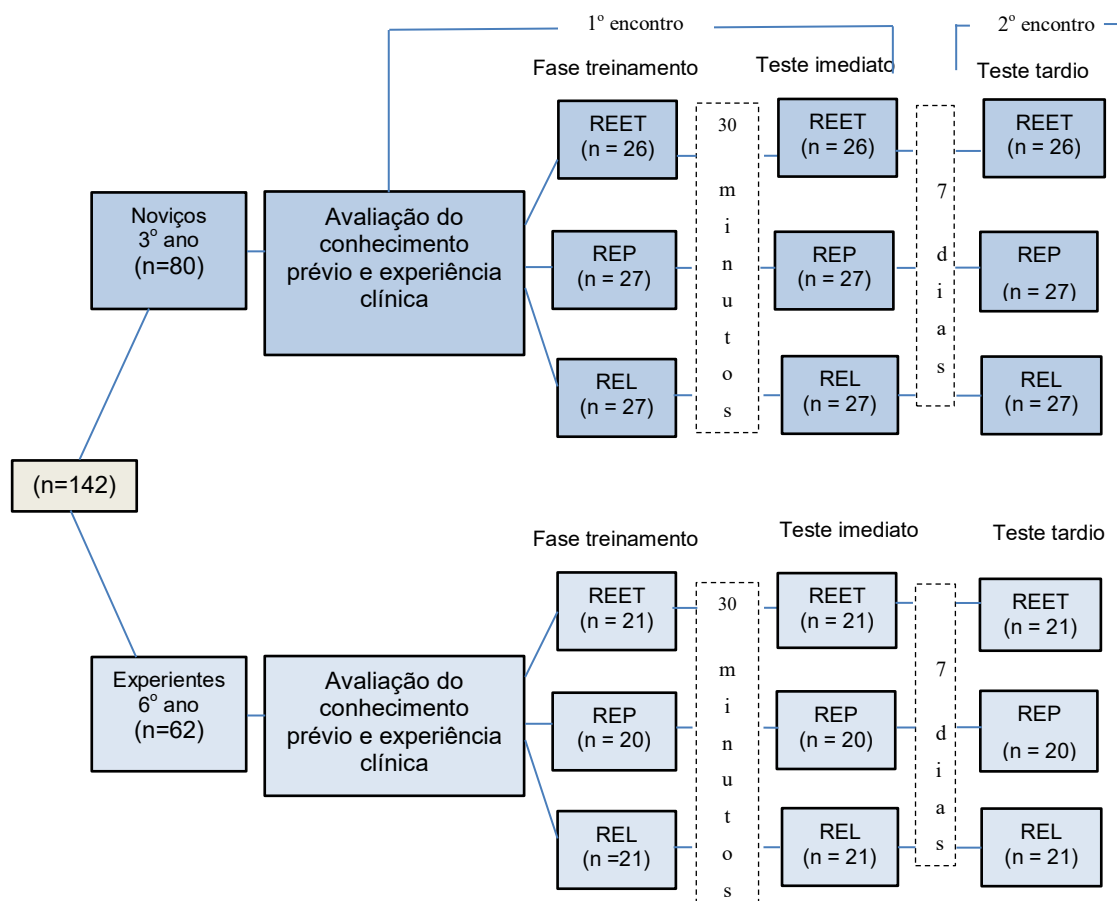 1º encontro
2º encontro
Fase treinamento
Teste imediato
Teste tardio
REET
(n = 26)
30
minutos
REET
(n = 26)
7
dias
REET
(n = 26)
Noviços
3º ano
(n=80)
Avaliação do
conhecimento
prévio e experiência
clínica
REP
(n = 27)
REP
(n = 27)
REP
(n = 27)
REL
(n = 27)
REL
(n = 27)
REL
(n = 27)
(n=142)
Fase treinamento
Teste imediato
Teste tardio
REET
(n = 21)
30
minutos
REET
(n = 21)
7
dias
REET
(n = 21)
Experientes
6º ano
(n=62)
Avaliação do
conhecimento
prévio e experiência
clínica
REP
(n = 20)
REP
(n = 20)
REP
(n = 20)
REL
(n =21)
REL
(n = 21)
REL
(n = 21)